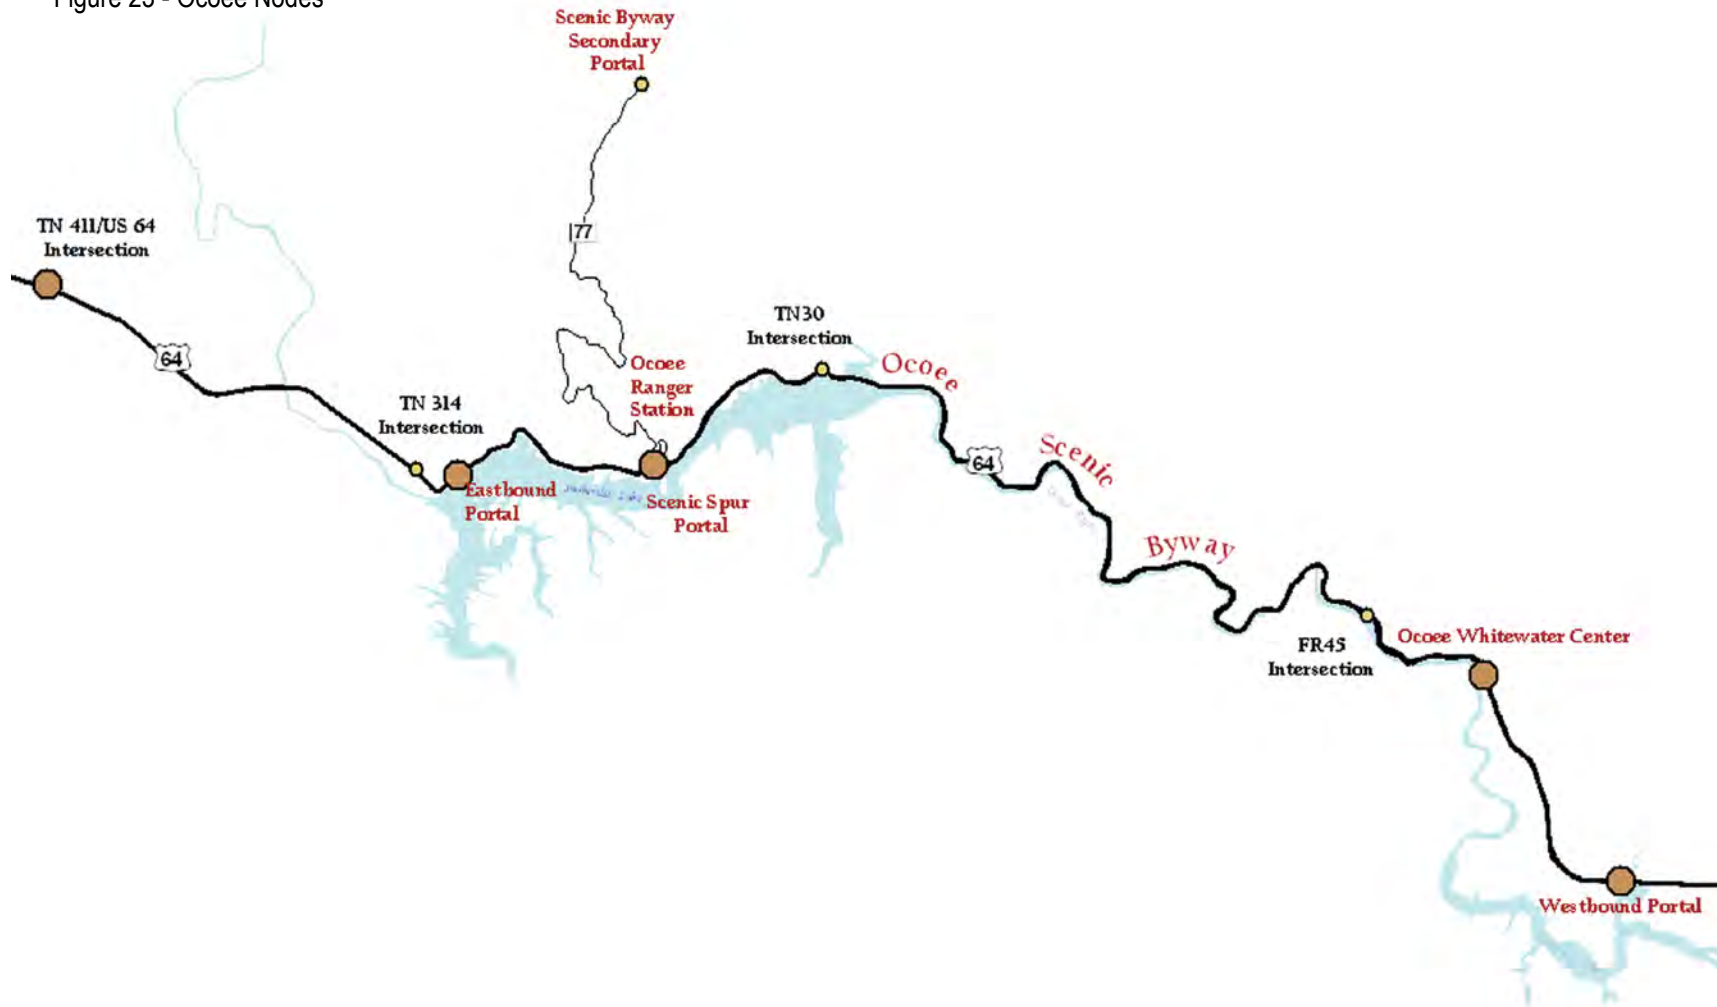 Figure 25 - Ocoee Nodes
Scenic Byway
Secondary
Portal
TN 411/US 64
Intersection
77
TN30
Intersection
64
Ocoee
Ranger
Station
Ocoee
TN 314
Intersection
Scenic
64
Eastbound
Portal
Scenic Spur
Portal
Byway
FR45
Intersection
Ocoee Whitewater Center
Westbound Portal